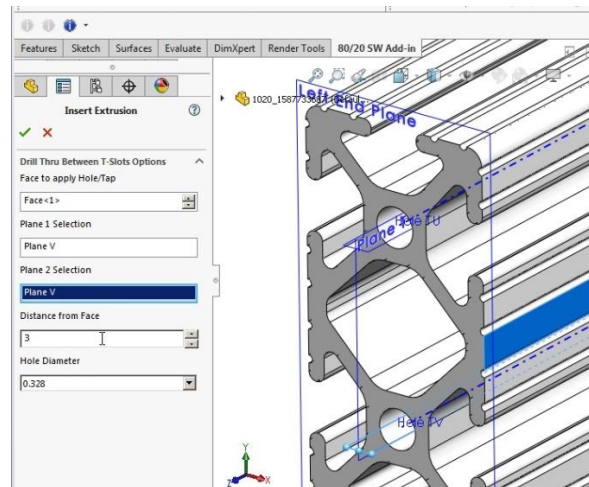 Features Sketch Surfaces Evaluate DimXpert Render Tools 80/20 SW Add-in
Insert Extrusion
Drill Thru Between T-Slots Options
Face to apply Hole/Tap
Face<1>
Plane 1 Selection
Plane V
Plane 2 Selection
Plane V
Distance from Face
3
Hole Diameter
0.328
Left End Plane
Hole TU
Plane
Hole TV
Y
Z
X